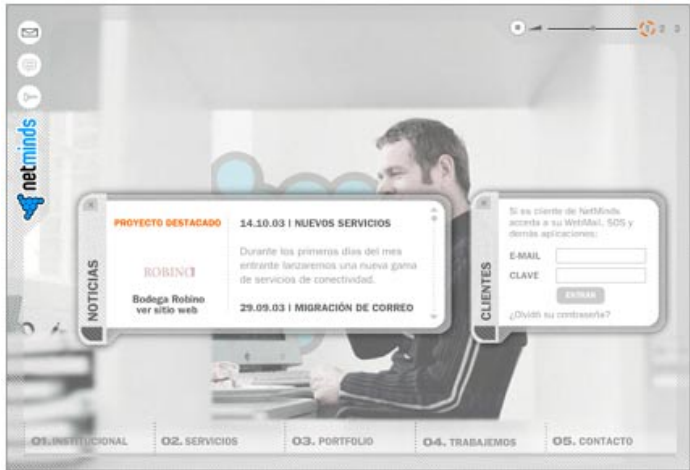 1 2 3
netminds
NOTICIAS
PROYECTO DESTACADO
ROBINO
Bodega Robino
ver sitio web
14.10.03 I NUEVOS SERVICIOS
Durante los primeros días del mes
entrante lanzaremos una nueva gama
de servicios de conectividad.
29.09.03 I MIGRACIÓN DE CORREO
CLIENTES
Si es cliente de NetMinds
acceda a su WebMail, SOS y
demás aplicaciones:
E-MAIL
CLAVE
ENTRAR
¿Olvidó su contraseña?
01. INSTITUCIONAL
02. SERVICIOS
03. PORTFOLIO
04. TRABAJEMOS
05. CONTACTO